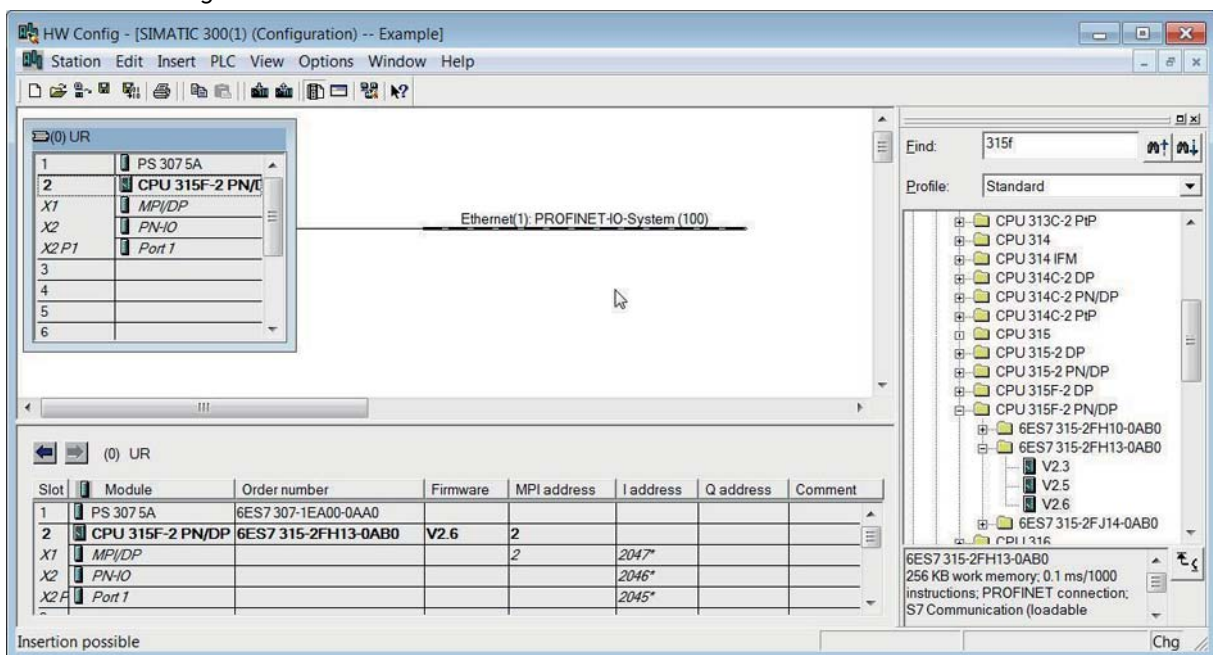 HW Config - [SIMATIC 300(1) (Configuration) -- Example]
Station Edit Insert PLC View Options Window Help
(0) UR
1 PS 307 5A
2 CPU 315F-2 PN/D
X1 MPI/DP
X2 PN-IO
X2 P1 Port 1
3
4
5
6
Ethernet(1): PROFINET-IO-System (100)
Find: 315f
Profile: Standard
CPU 313C-2 PtP
CPU 314
CPU 314 IFM
CPU 314C-2 DP
CPU 314C-2 PN/DP
CPU 314C-2 PtP
CPU 315
CPU 315-2 DP
CPU 315-2 PN/DP
CPU 315F-2 DP
CPU 315F-2 PN/DP
6ES7 315-2FH10-0AB0
6ES7 315-2FH13-0AB0
V2.3
V2.5
V2.6
6ES7 315-2FJ14-0AB0
CPU 316
6ES7 315-2FH13-0AB0
256 KB work memory; 0.1 ms/1000
instructions; PROFINET connection;
S7 Communication (loadable
(0) UR
Slot Module Order number Firmware MPI address I address Q address Comment
1 PS 307 5A 6ES7 307-1EA00-0AA0
2 CPU 315F-2 PN/DP 6ES7 315-2FH13-0AB0 V2.6 2
X1 MPI/DP 2 2047*
X2 PN-IO 2046*
X2 P Port 1 2045*
Insertion possible Chg